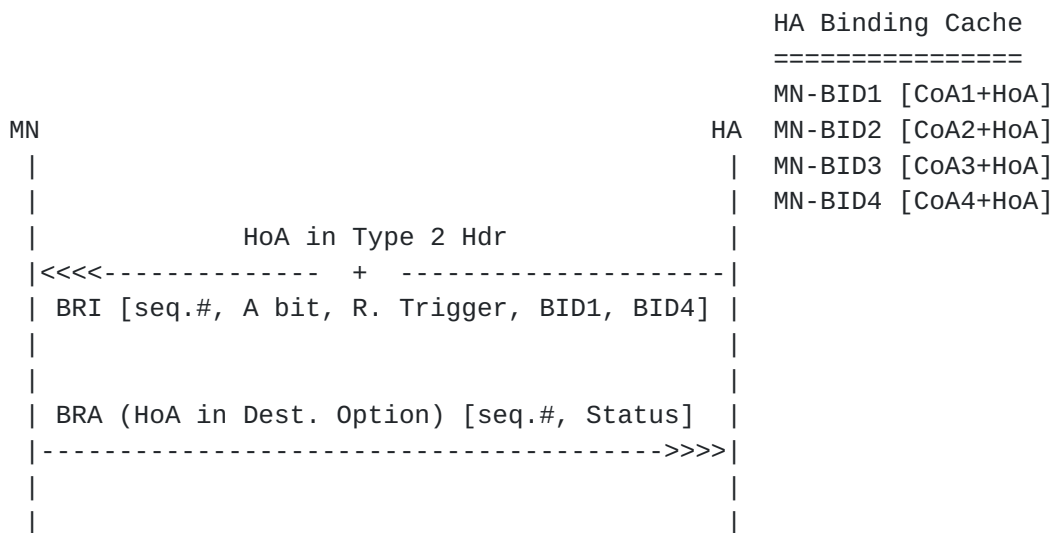 HA Binding Cache
================
MN-BID1 [CoA1+HoA]
MN HA MN-BID2 [CoA2+HoA]
| | MN-BID3 [CoA3+HoA]
| | MN-BID4 [CoA4+HoA]
| HoA in Type 2 Hdr |
|<<<<-------------- + ---------------------|
| BRI [seq.#, A bit, R. Trigger, BID1, BID4] |
| |
| |
| BRA (HoA in Dest. Option) [seq.#, Status] |
|---------------------------------------->>>>|
| |
| |